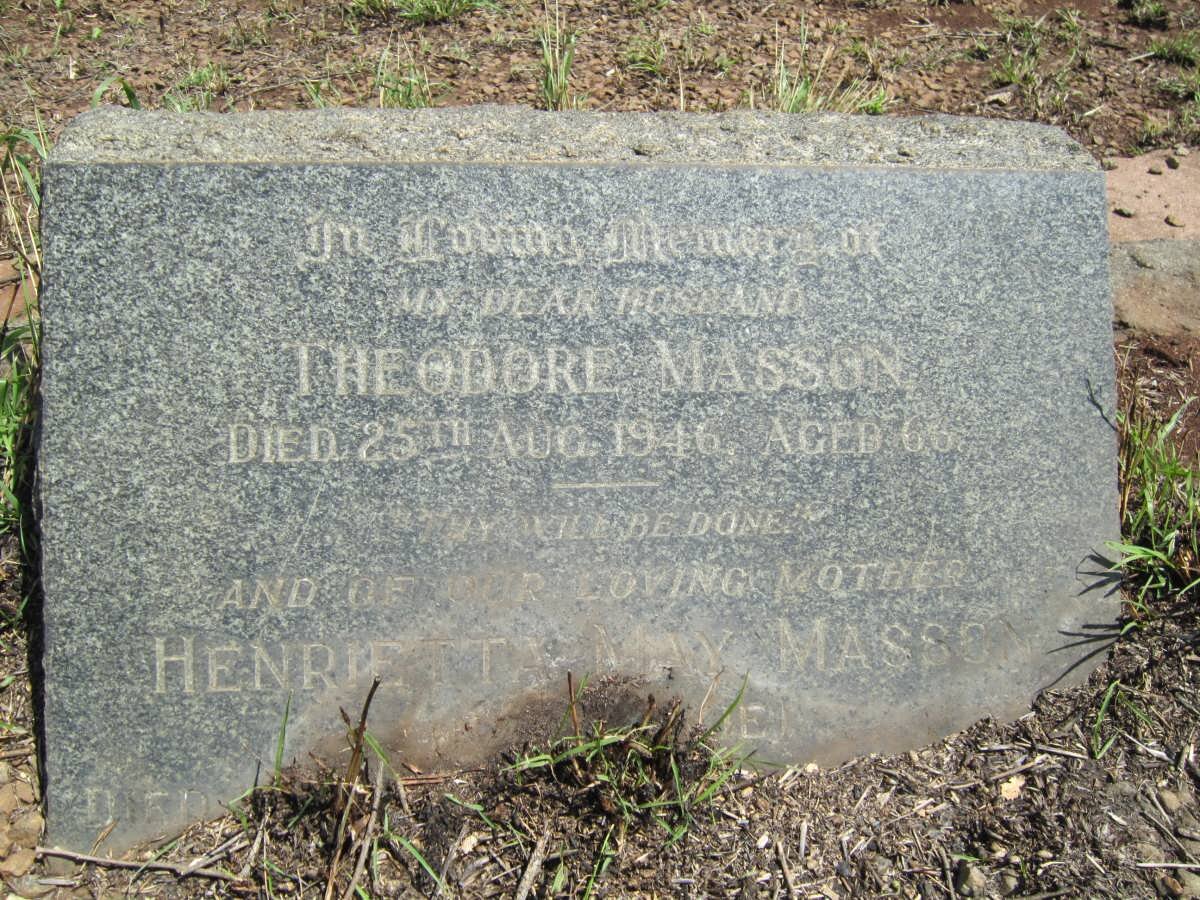 In Loving Memory of
MY DEAR HUSBAND
THEODORE MASSON
DIED 25TH AUG. 1946. AGED 66.
"THY WILL BE DONE."
AND OF OUR LOVING MOTHER
HENRIETTA MAY MASSON
DIED